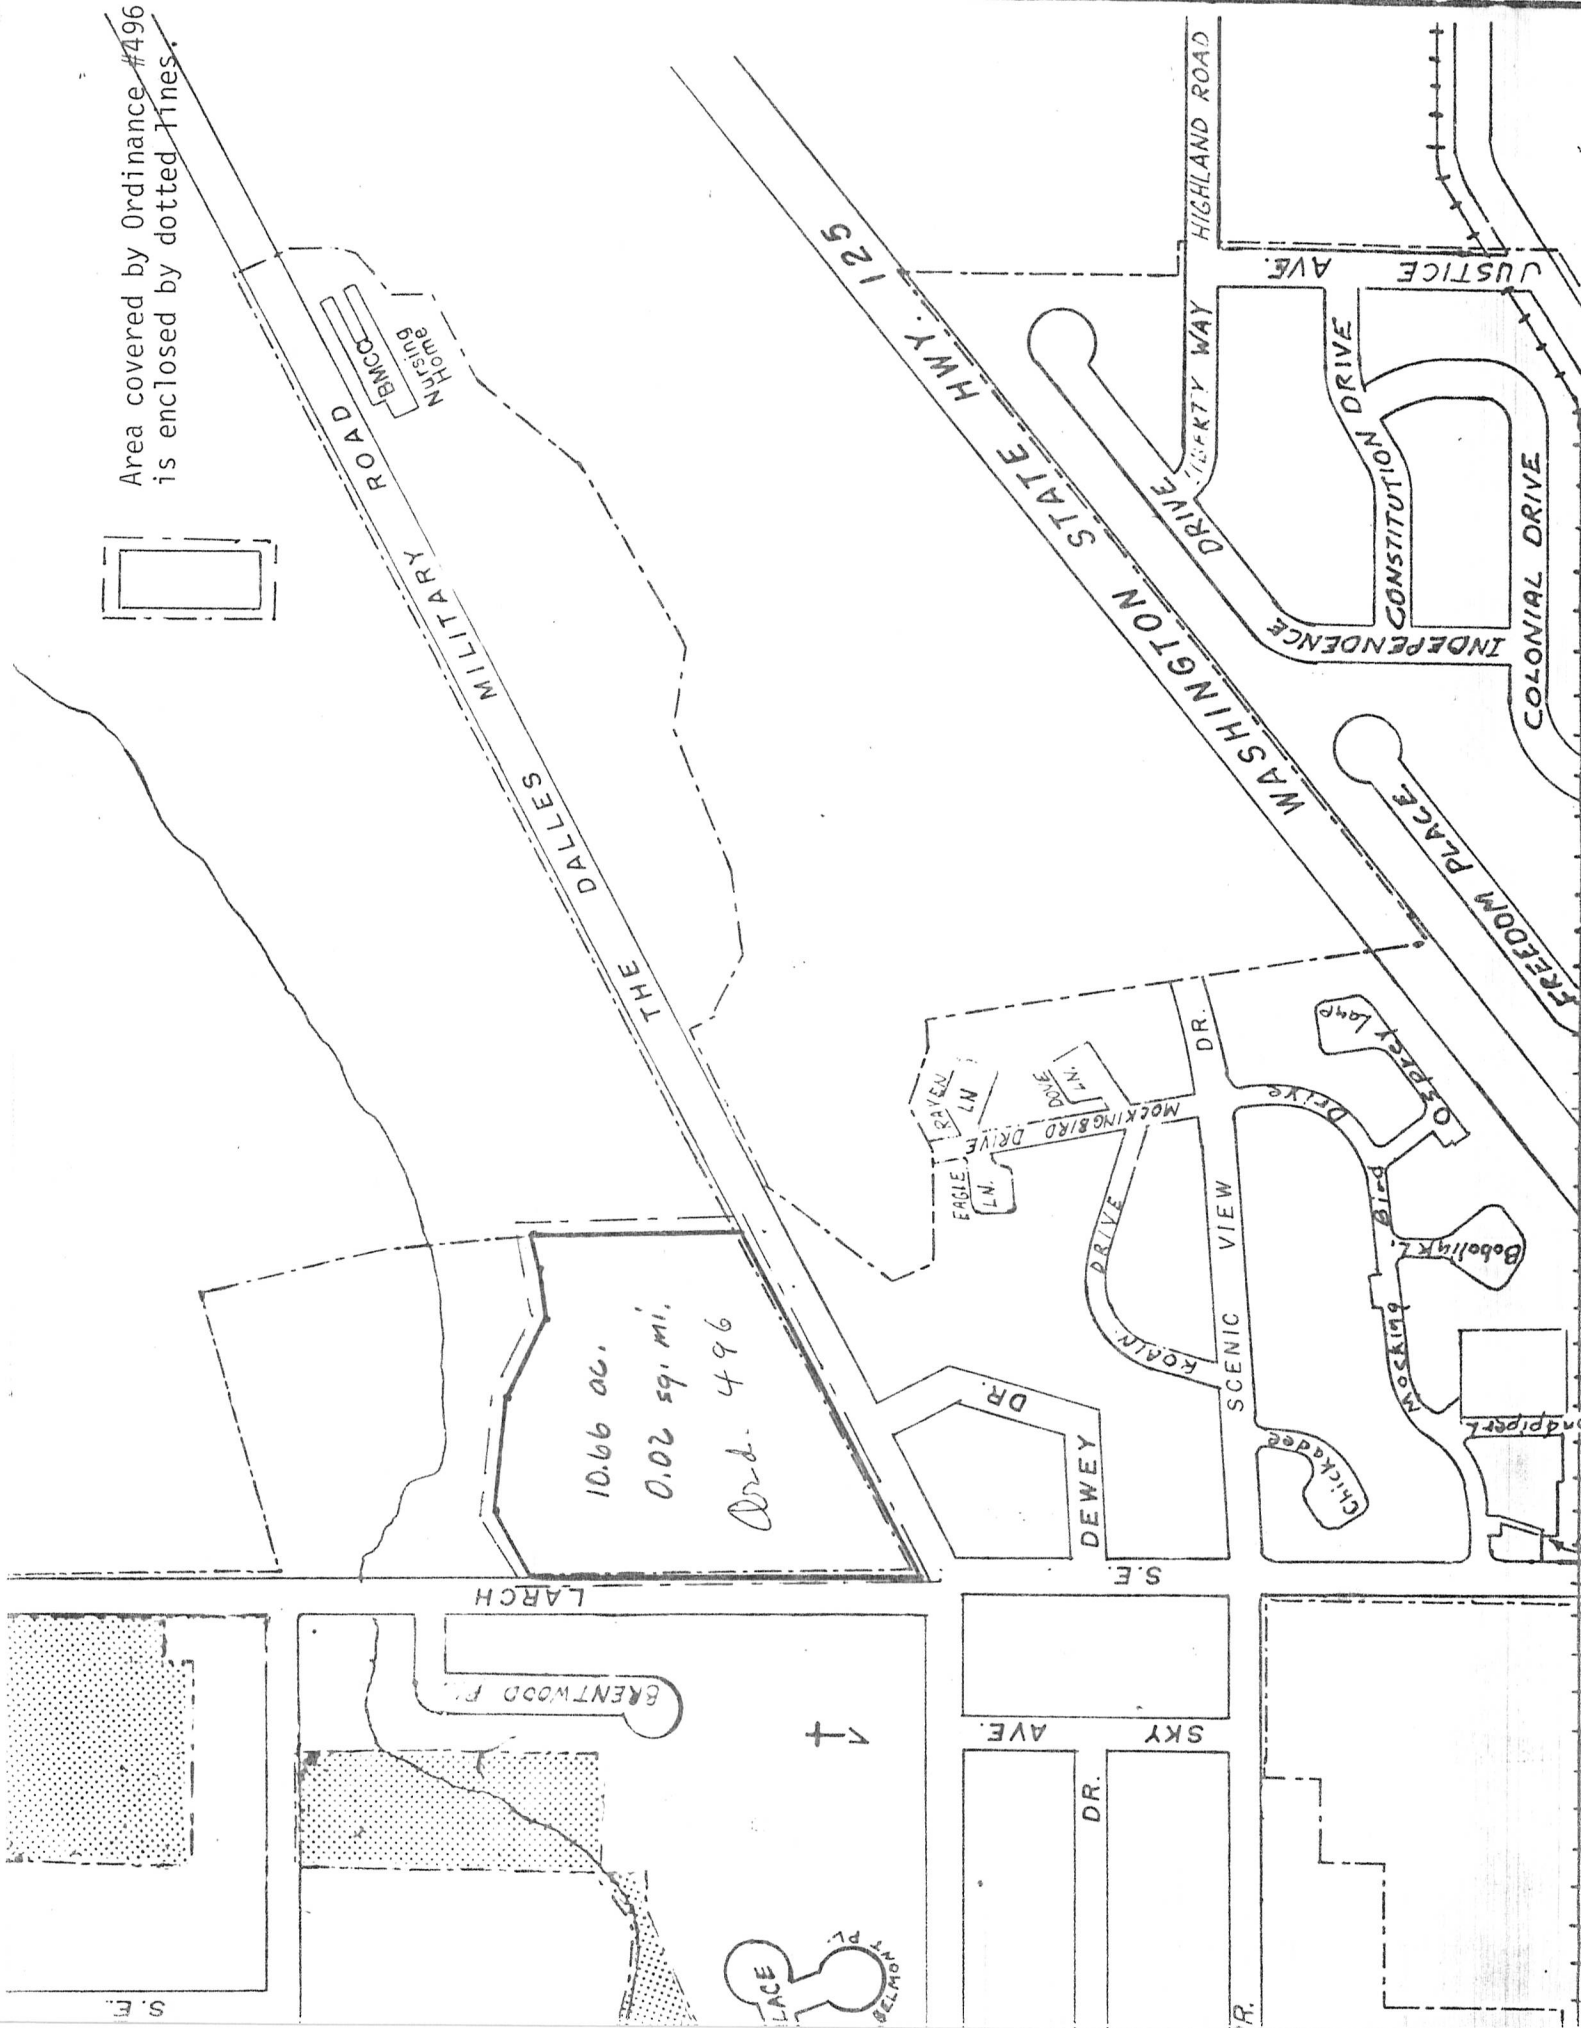 Area covered by Ordinance #496
is enclosed by dotted lines.
THE DALLES MILITARY ROAD
BMCC
Nursing
Home
WASHINGTON STATE HWY. 125
HIGHLAND ROAD
JUSTICE AVE.
WAY
CONSTITUTION DRIVE
INDEPENDENCE DRIVE
COLONIAL DRIVE
FREEDOM PLACE
10.66 ac.
0.02 sq. mi.
Ord. 496
RAVEN
LN
DOVE
LN.
EAGLE
LN.
MOCKINGBIRD DRIVE
DRIVE
SCENIC VIEW DR.
Mocking Bird Drive
Bobolink L.
Chickadee
DEWEY DR.
S.E.
LARCH
BRENTWOOD
SKY AVE.
DR.
BELMONT
PL.
LACE
S.E.
R.